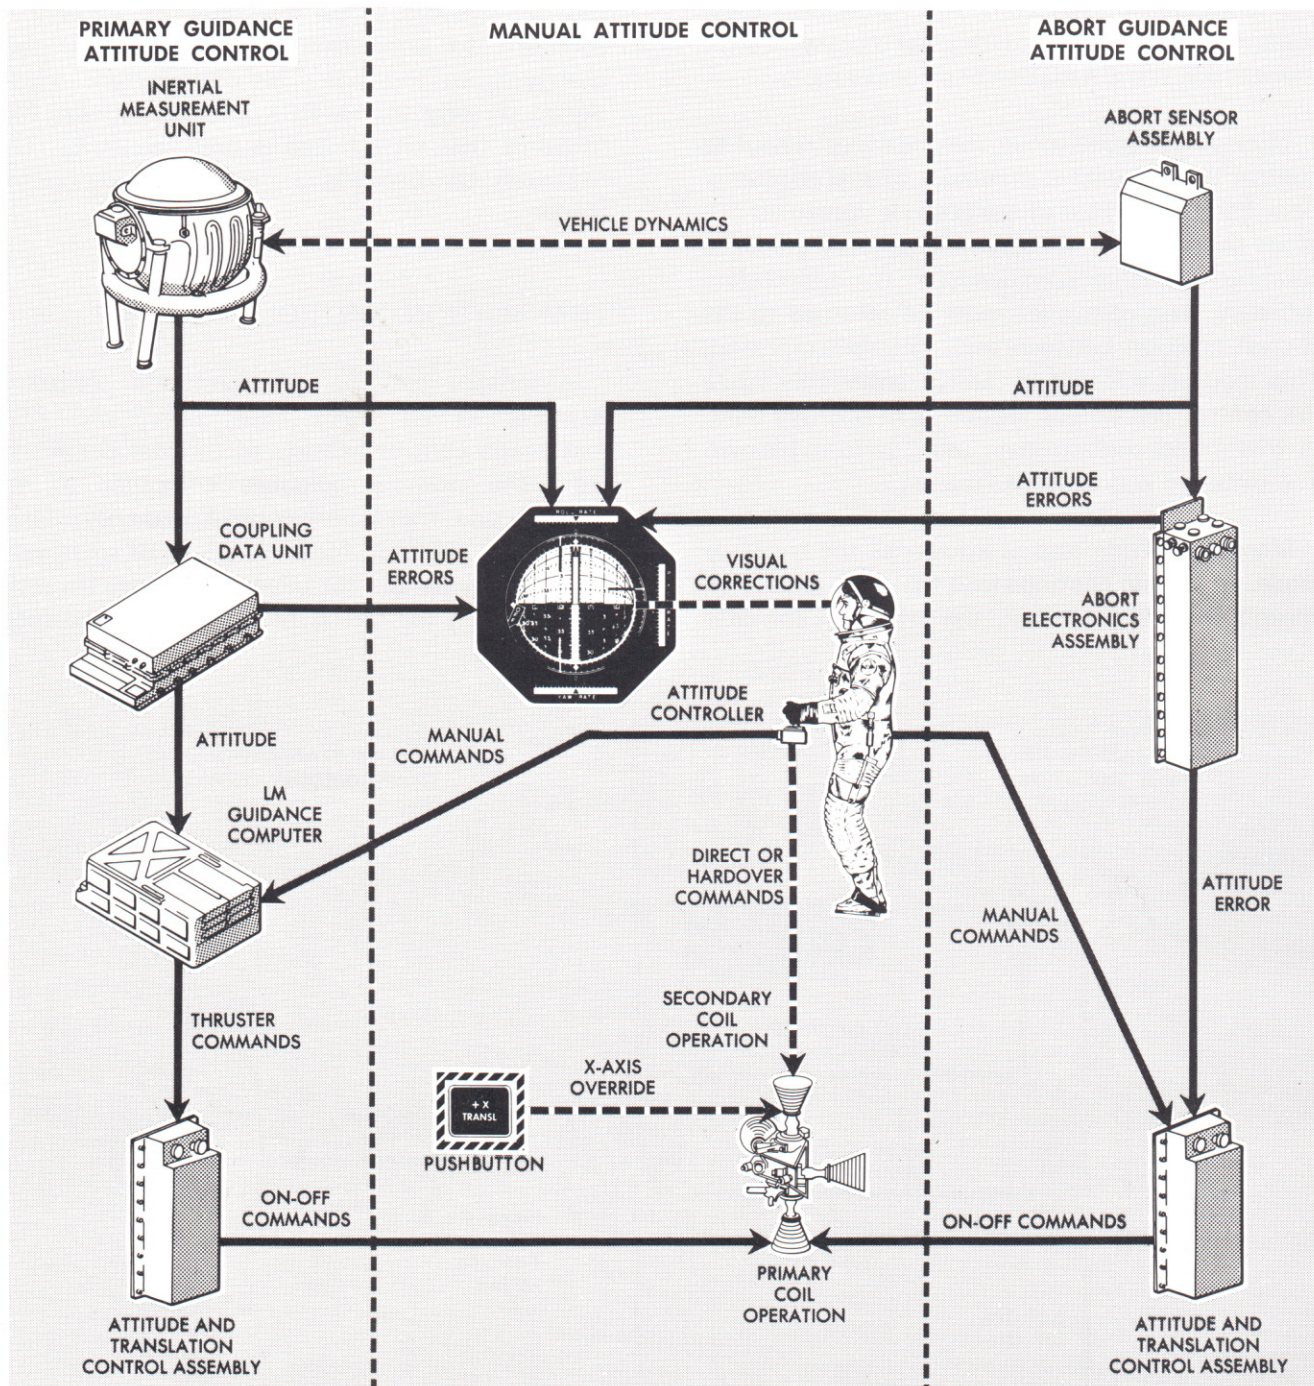 PRIMARY GUIDANCE
ATTITUDE CONTROL
MANUAL ATTITUDE CONTROL
ABORT GUIDANCE
ATTITUDE CONTROL
INERTIAL
MEASUREMENT
UNIT
ABORT SENSOR
ASSEMBLY
VEHICLE DYNAMICS
ATTITUDE
ATTITUDE
ATTITUDE
ERRORS
COUPLING
DATA UNIT
ATTITUDE
ERRORS
VISUAL
CORRECTIONS
ABORT
ELECTRONICS
ASSEMBLY
YAW RATE
ATTITUDE
CONTROLLER
ATTITUDE
MANUAL
COMMANDS
LM
GUIDANCE
COMPUTER
DIRECT OR
HARDOVER
COMMANDS
ATTITUDE
ERROR
MANUAL
COMMANDS
THRUSTER
COMMANDS
SECONDARY
COIL
OPERATION
X-AXIS
OVERRIDE
+ X
TRANSL
PUSHBUTTON
ON-OFF
COMMANDS
ON-OFF COMMANDS
PRIMARY
COIL
OPERATION
ATTITUDE AND
TRANSLATION
CONTROL ASSEMBLY
ATTITUDE AND
TRANSLATION
CONTROL ASSEMBLY